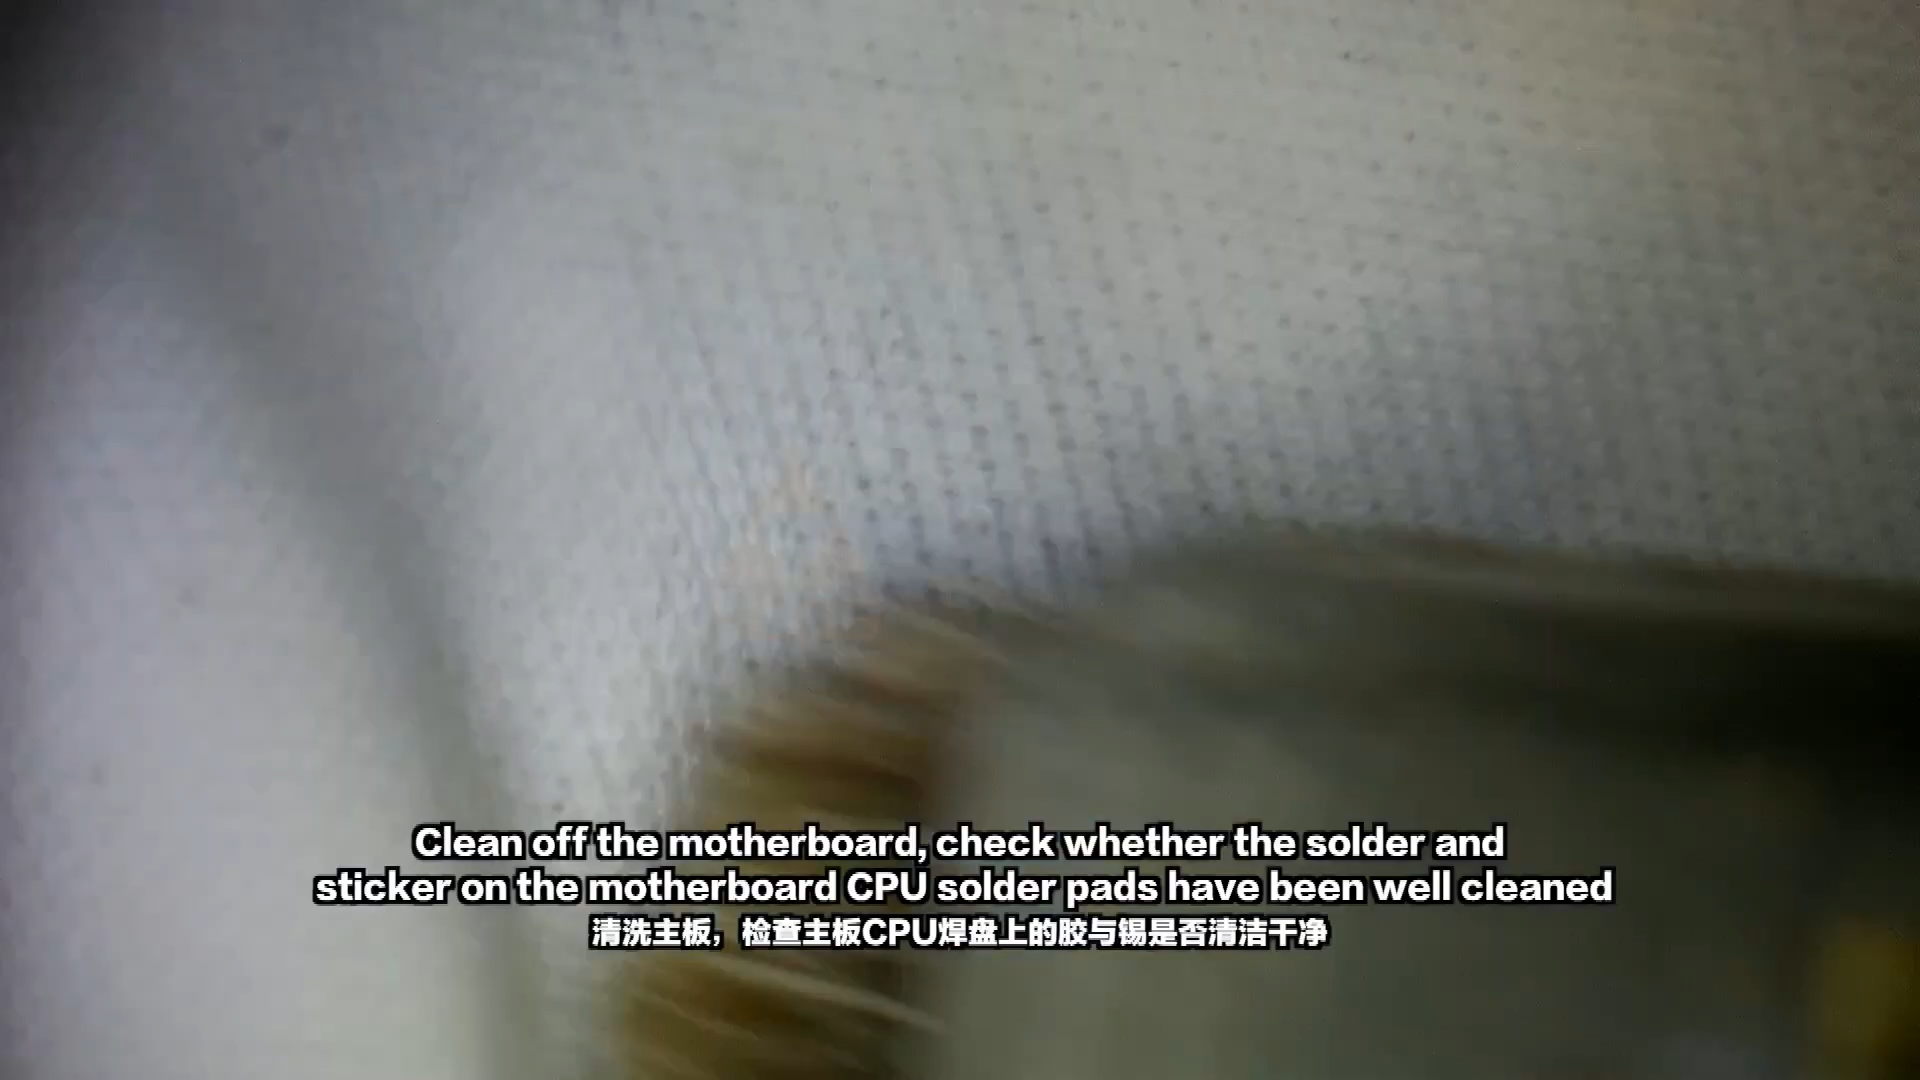 Clean off the motherboard, check whether the solder and
sticker on the motherboard CPU solder pads have been well cleaned
清洗主板，检查主板CPU焊盘上的胶与锡是否清洁干净